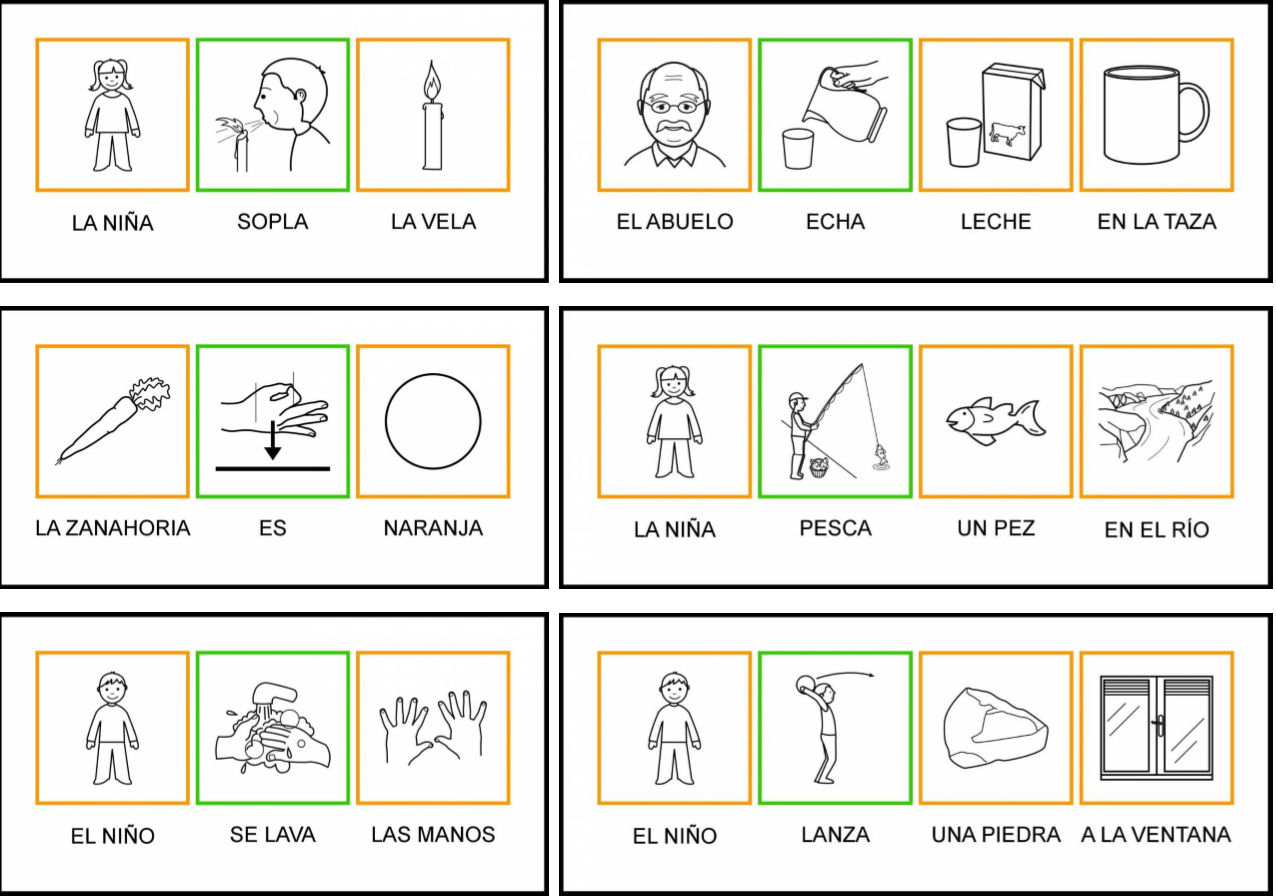 LA NIÑA SOPLA LA VELA
EL ABUELO ECHA LECHE EN LA TAZA
LA ZANAHORIA ES NARANJA
LA NIÑA PESCA UN PEZ EN EL RÍO
EL NIÑO SE LAVA LAS MANOS
EL NIÑO LANZA UNA PIEDRA A LA VENTANA